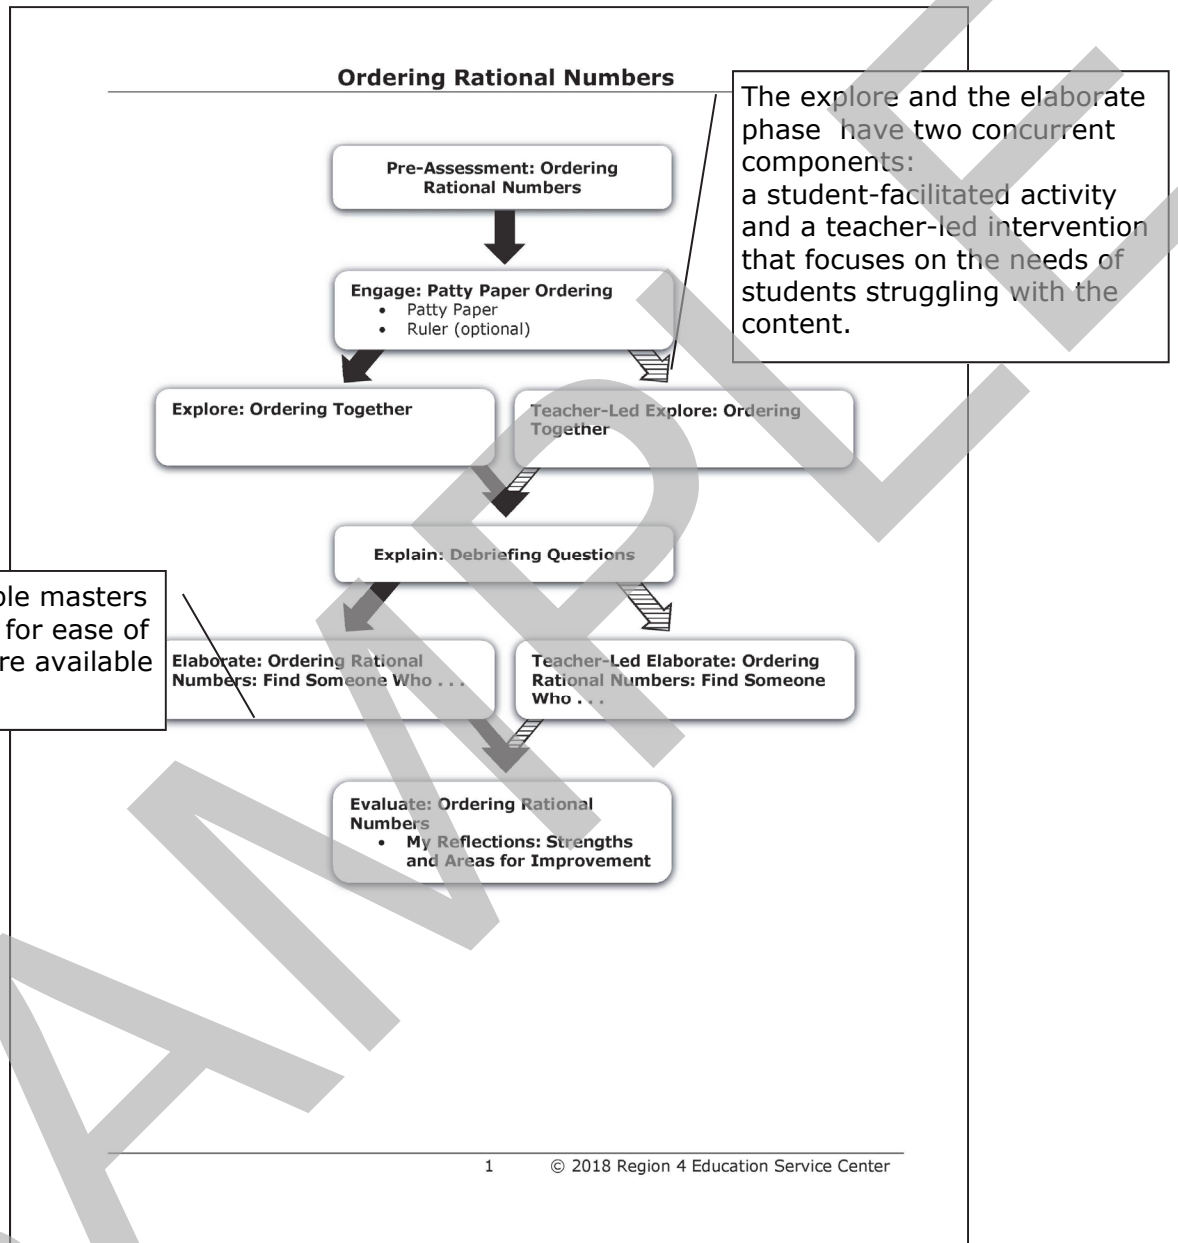 Ordering Rational Numbers
The explore and the elaborate
phase have two concurrent
components:
a student-facilitated activity
and a teacher-led intervention
that focuses on the needs of
students struggling with the
content.
Pre-Assessment: Ordering
Rational Numbers
Engage: Patty Paper Ordering
• Patty Paper
• Ruler (optional)
Explore: Ordering Together
Teacher-Led Explore: Ordering
Together
Explain: Debriefing Questions
masters
for ease of
available
Elaborate: Ordering Rational
Numbers: Find Someone Who . . .
Teacher-Led Elaborate: Ordering
Rational Numbers: Find Someone
Who . . .
Evaluate: Ordering Rational
Numbers
• My Reflections: Strengths
and Areas for Improvement
1 © 2018 Region 4 Education Service Center
AMPLE